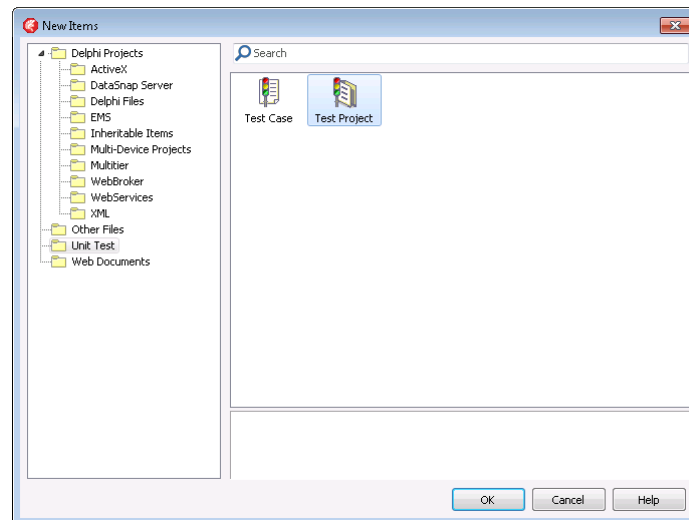 New Items
Delphi Projects
ActiveX
DataSnap Server
Delphi Files
EMS
Inheritable Items
Multi-Device Projects
Multitier
WebBroker
WebServices
XML
Other Files
Unit Test
Web Documents
Search
Test Case
Test Project
OK
Cancel
Help